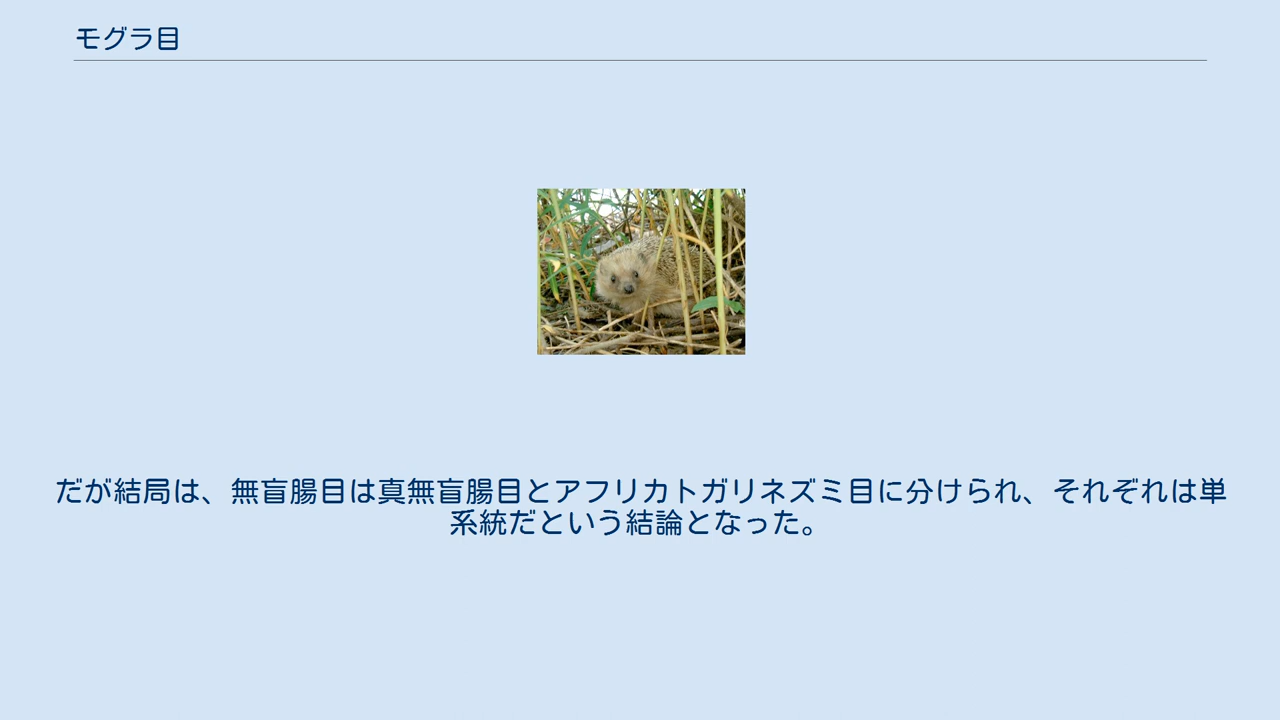 モグラ目
だが結局は、無盲腸目は真無盲腸目とアフリカトガリネズミ目に分けられ、それぞれは単
系統だという結論となった。